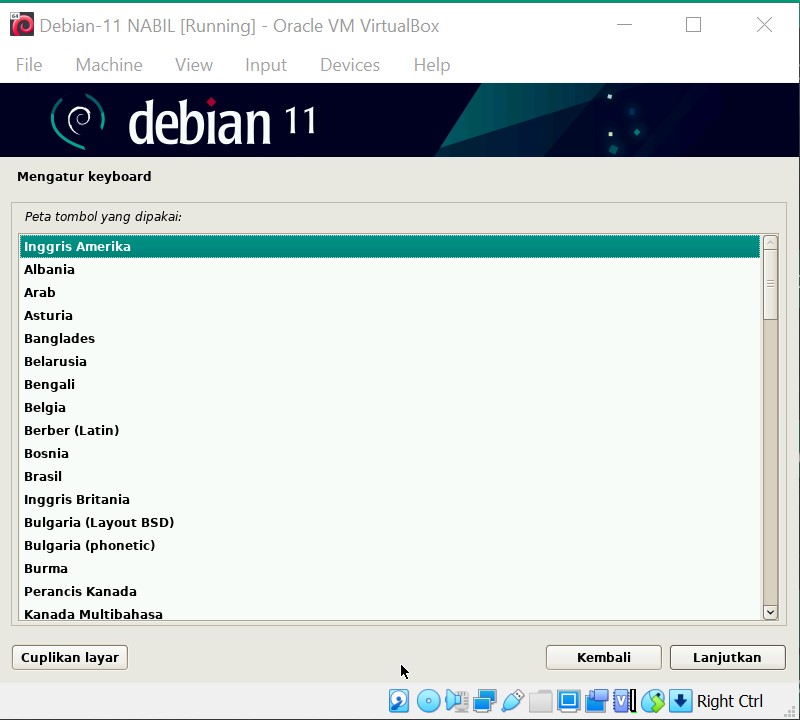 Debian-11 NABIL [Running] - Oracle VM VirtualBox
File Machine View Input Devices Help
debian 11
Mengatur keyboard
Peta tombol yang dipakai:
Inggris Amerika
Albania
Arab
Asturia
Banglades
Belarusia
Bengali
Belgia
Berber (Latin)
Bosnia
Brasil
Inggris Britania
Bulgaria (Layout BSD)
Bulgaria (phonetic)
Burma
Perancis Kanada
Kanada Multibahasa
Cuplikan layar Kembali Lanjutkan
Right Ctrl